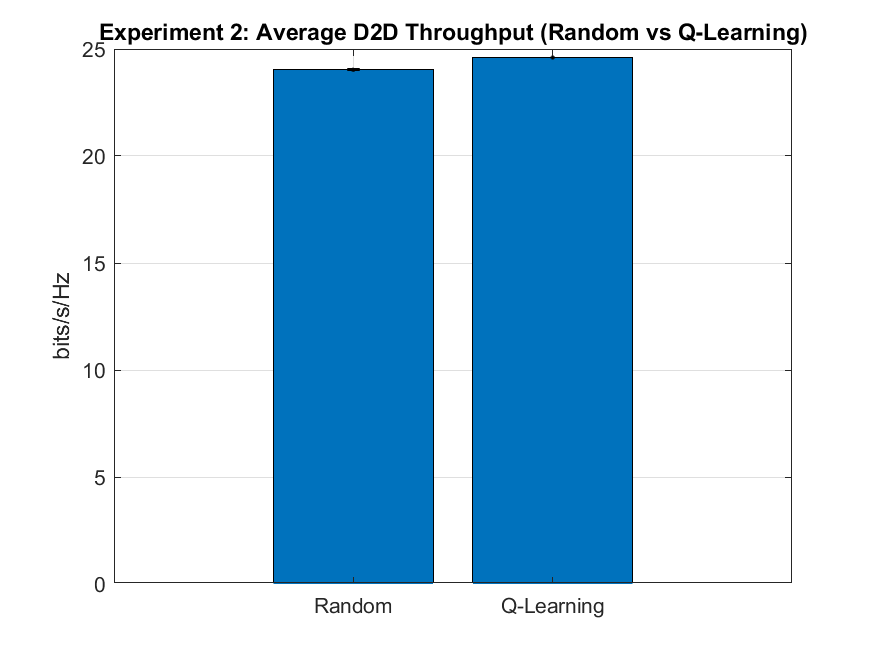 Experiment 2: Average D2D Throughput (Random vs Q-Learning)
25
20
15
10
5
0
bits/s/Hz
Random
Q-Learning